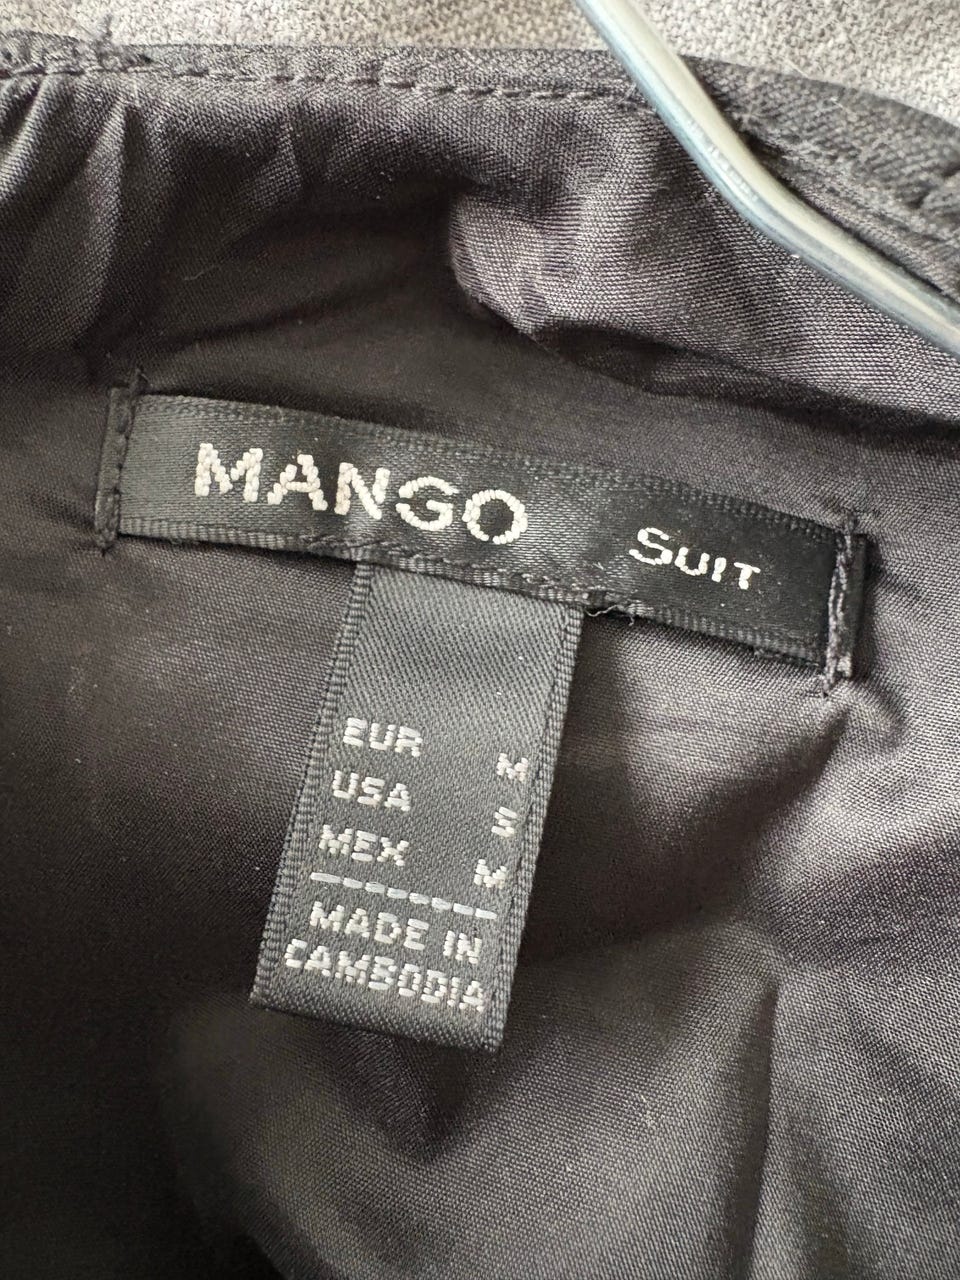 MANGO SUIT
EUR M
USA S
MEX M
MADE IN
CAMBODIA